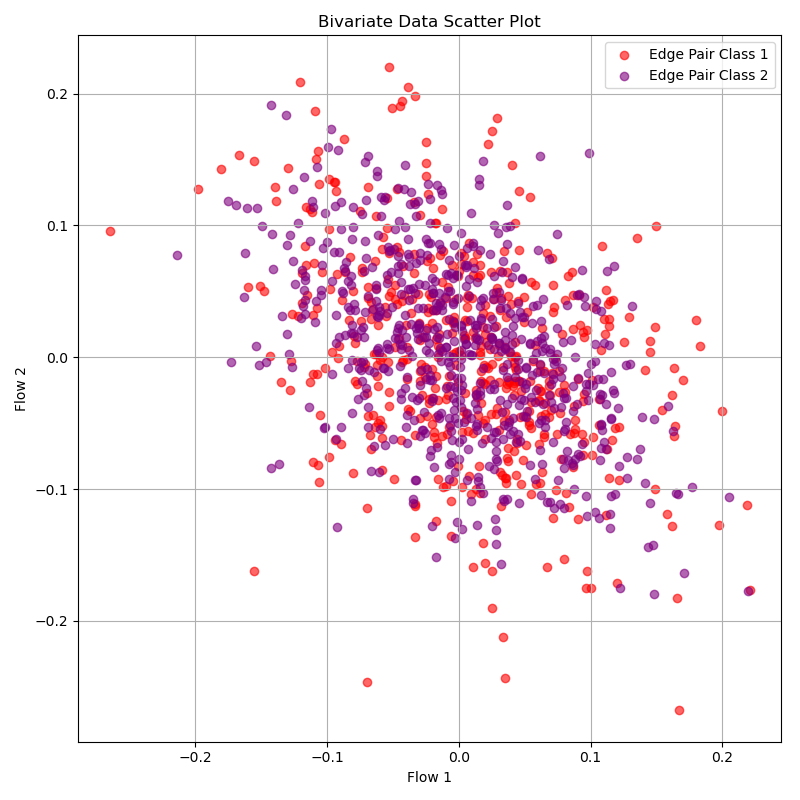 Bivariate Data Scatter Plot
Edge Pair Class 1
Edge Pair Class 2
Flow 2
0.2
0.1
0.0
−0.1
−0.2
−0.2
−0.1
0.0
0.1
0.2
Flow 1